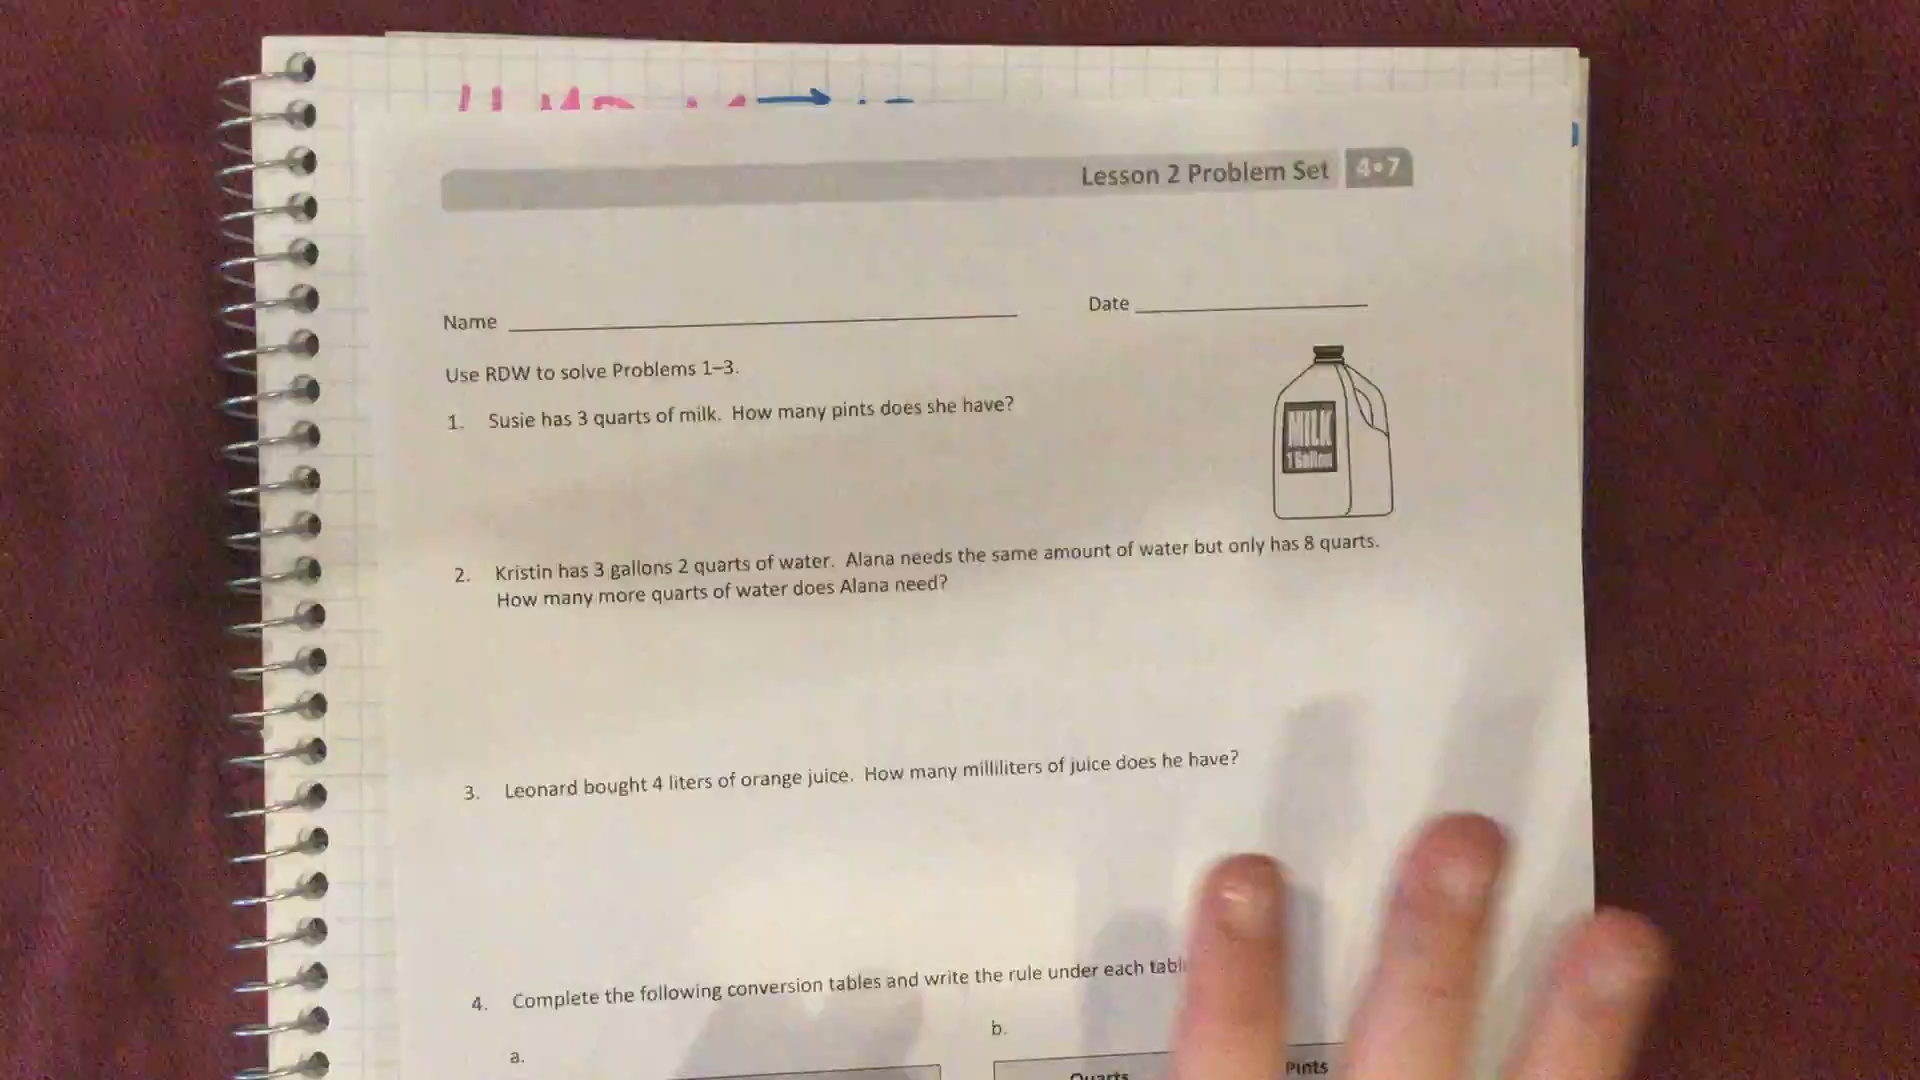 Lesson 2 Problem Set 4•7
Name
Date
Use RDW to solve Problems 1–3.
1. Susie has 3 quarts of milk. How many pints does she have?
MILK
1 Gallon
2. Kristin has 3 gallons 2 quarts of water. Alana needs the same amount of water but only has 8 quarts.
How many more quarts of water does Alana need?
3. Leonard bought 4 liters of orange juice. How many milliliters of juice does he have?
4. Complete the following conversion tables and write the rule under each
a.
b.
Quarts Pints